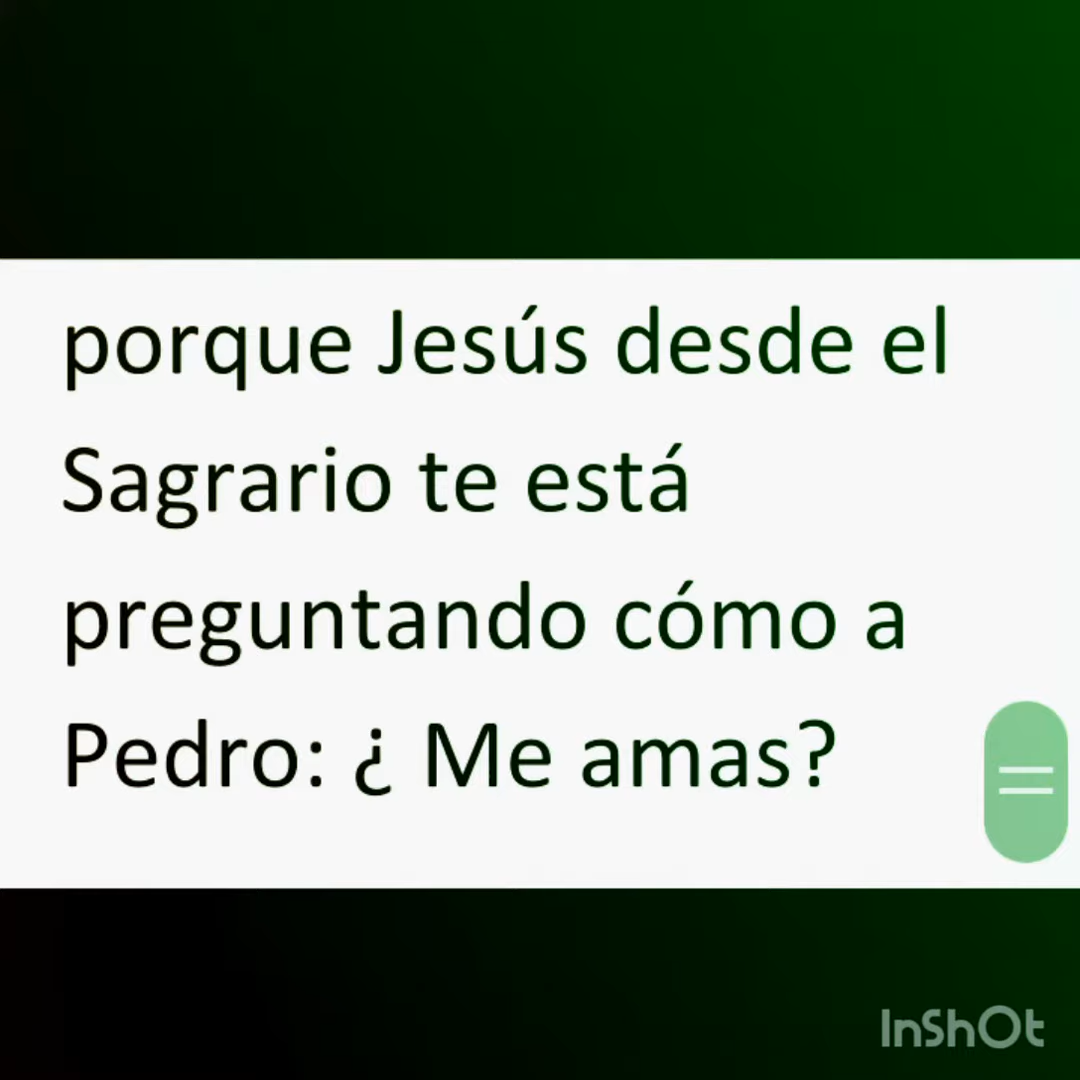 porque Jesús desde el
Sagrario te está
preguntando cómo a
Pedro: ¿ Me amas?
InShOt